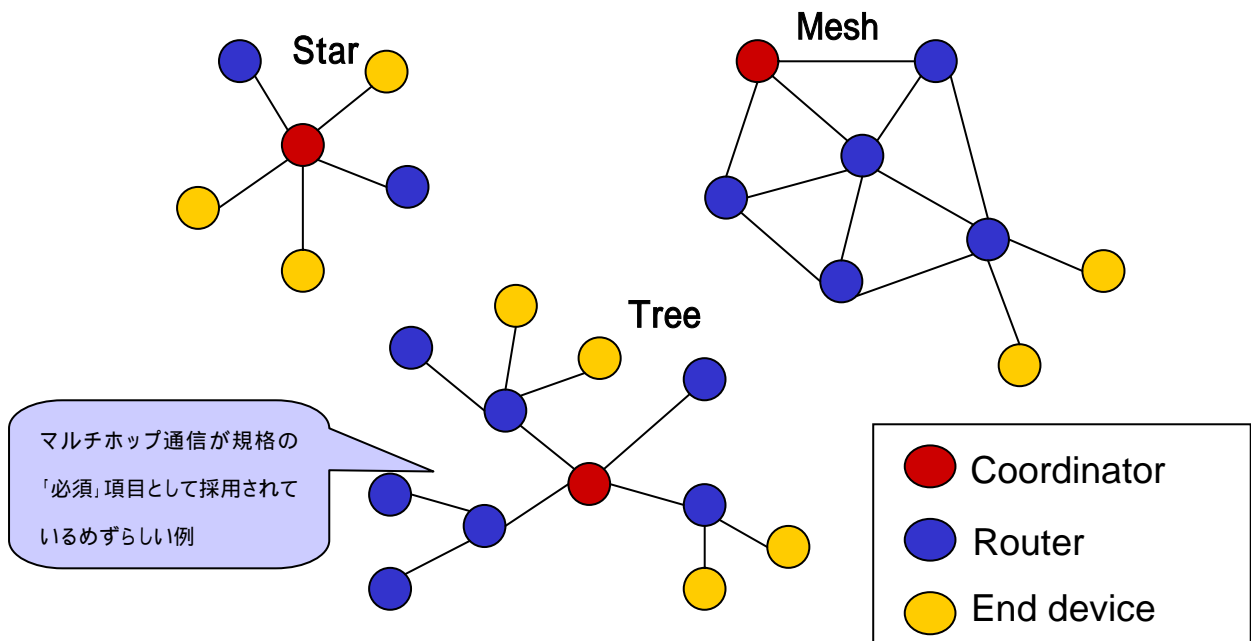 Star
Mesh
Tree
マルチホップ通信が規格の
「必須」項目として採用されて
いるめずらしい例
Coordinator
Router
End device